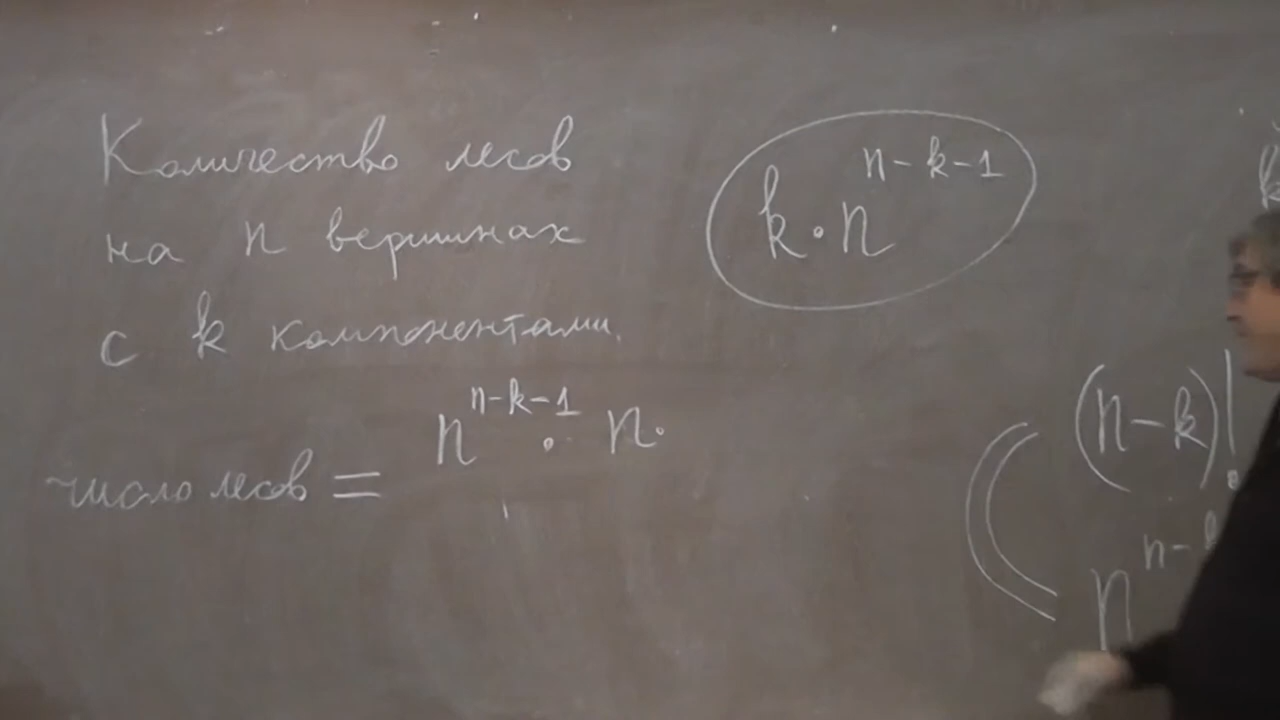 Количество лесов
на n вершинах
с k компонентами.
k · n^{n-k-1}
число лесов = n^{n-k-1} · n ·
(n-k)!
n^{n-
k